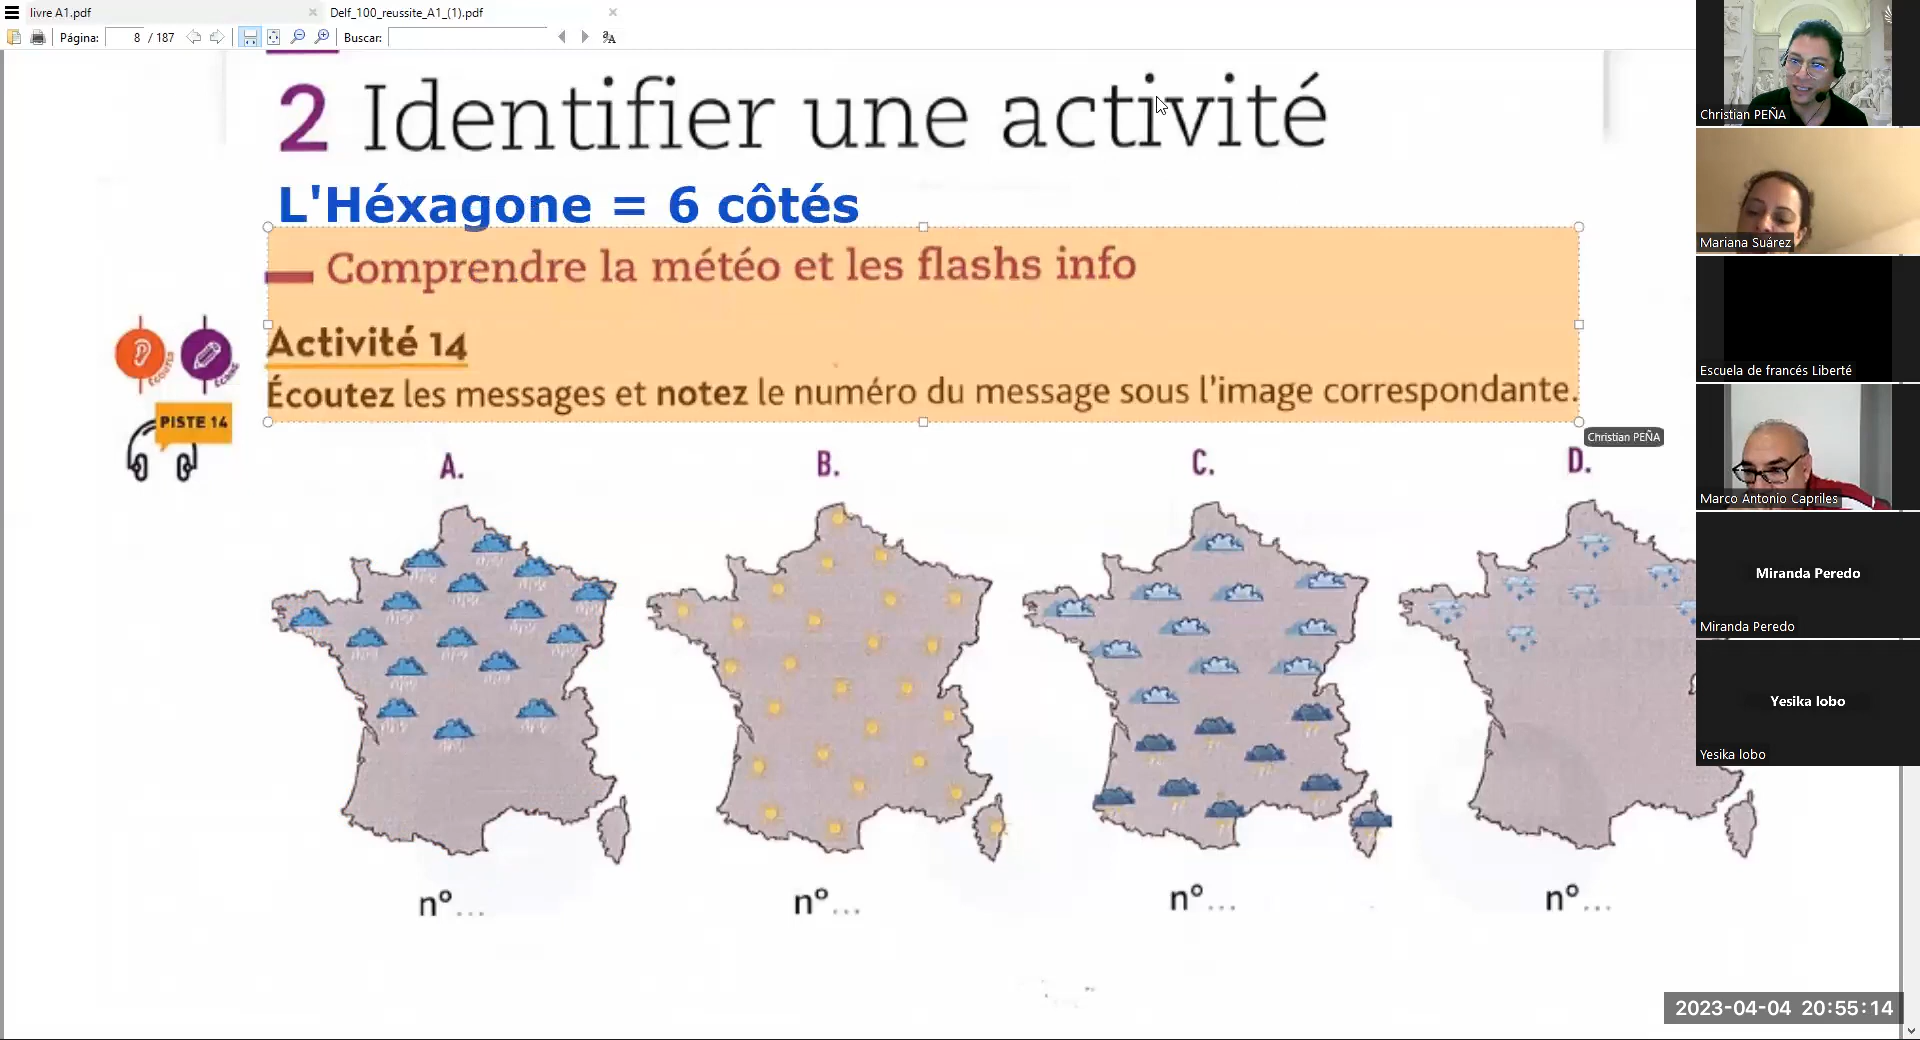 livre A1.pdf
Delf_100_reussite_A1_(1).pdf
Página: 8 / 187
Buscar:
2 Identifier une activité
L'Héxagone = 6 côtés
Comprendre la météo et les flashs info
Activité 14
Écoutez les messages et notez le numéro du message sous l'image correspondante.
ÉCOUTER
ÉCRIRE
PISTE 14
Christian PEÑA
A. B. C. D.
n°... n°... n°... n°...
Christian PEÑA
Mariana Suárez
Escuela de francés Liberté
Marco Antonio Capriles
Miranda Peredo
Miranda Peredo
Yesika lobo
Yesika lobo
2023-04-04 20:55:14